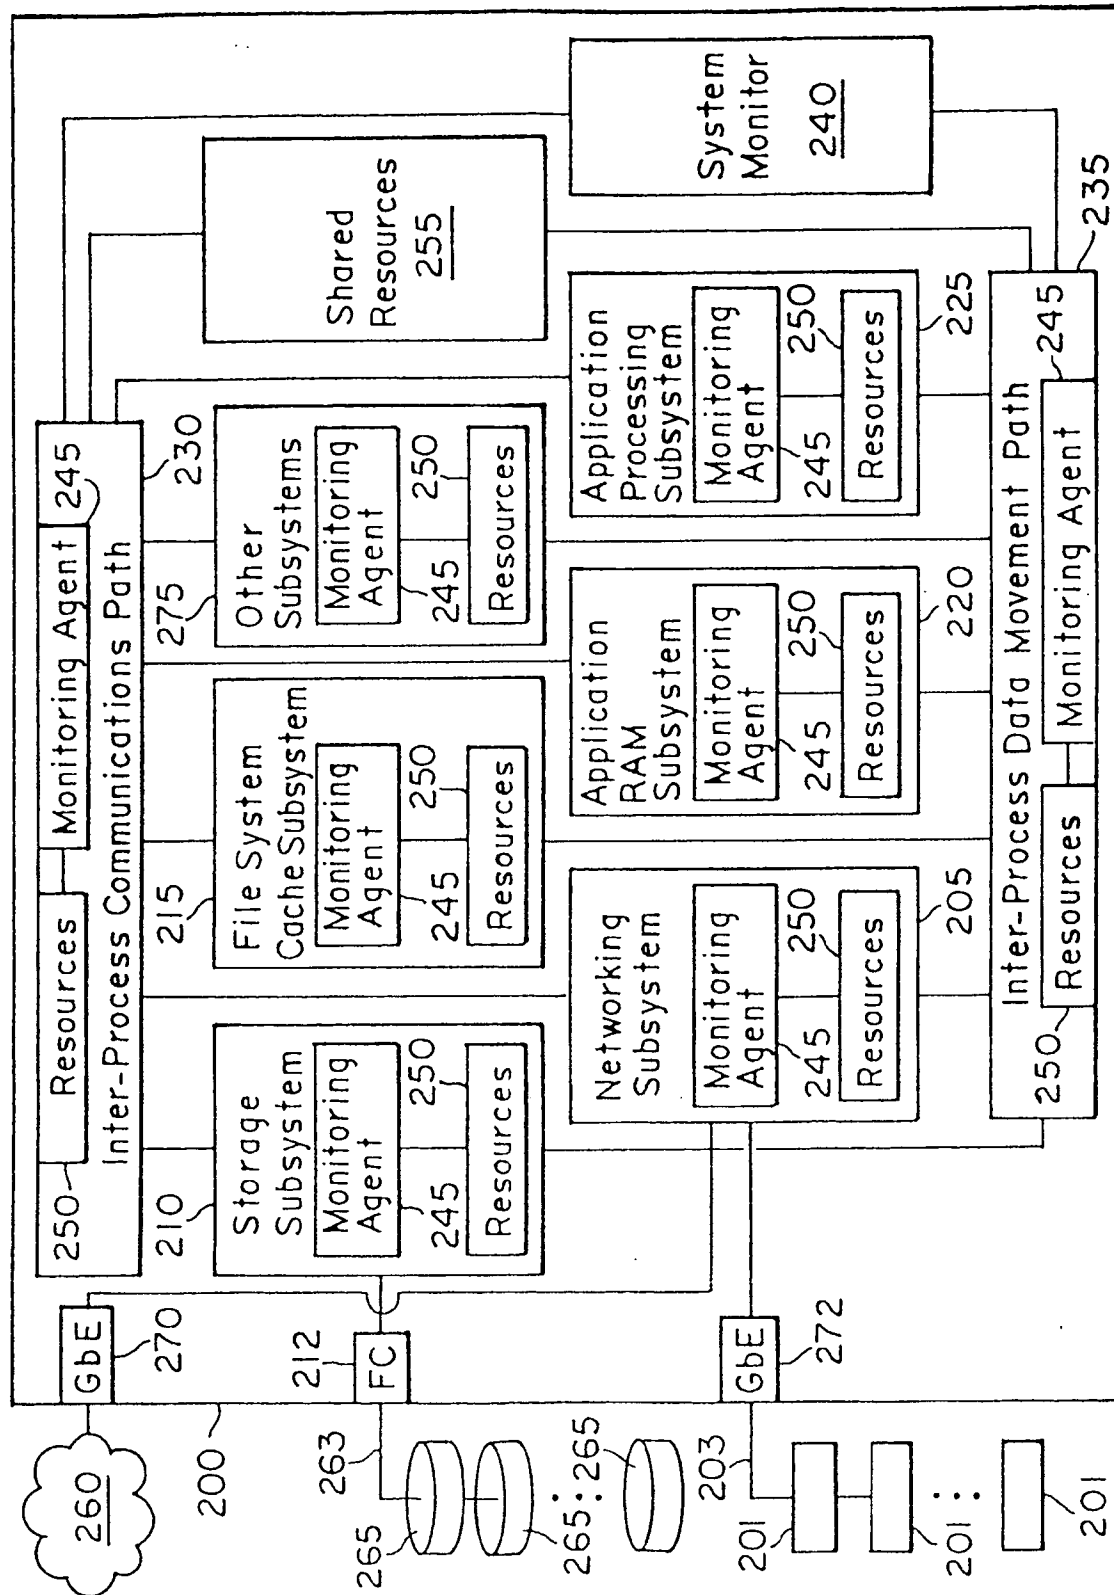 260
200
GbE
270
FC
212
263
265
265
265
GbE
272
203
201
201
201
250
Resources
Monitoring Agent
245
Inter-Process Communications Path
230
210
Storage
Subsystem
Monitoring
Agent
245
250
Resources
215
File System
Cache Subsystem
Monitoring
Agent
245
250
Resources
275
Other
Subsystems
Monitoring
Agent
245
250
Resources
Shared
Resources
255
System
Monitor
240
Networking
Subsystem
Monitoring
Agent
245
250
Resources
205
Application
RAM
Subsystem
Monitoring
Agent
245
250
Resources
220
Application
Processing
Subsystem
Monitoring
Agent
245
250
Resources
225
Inter-Process Data Movement Path
235
250
Resources
Monitoring Agent
245